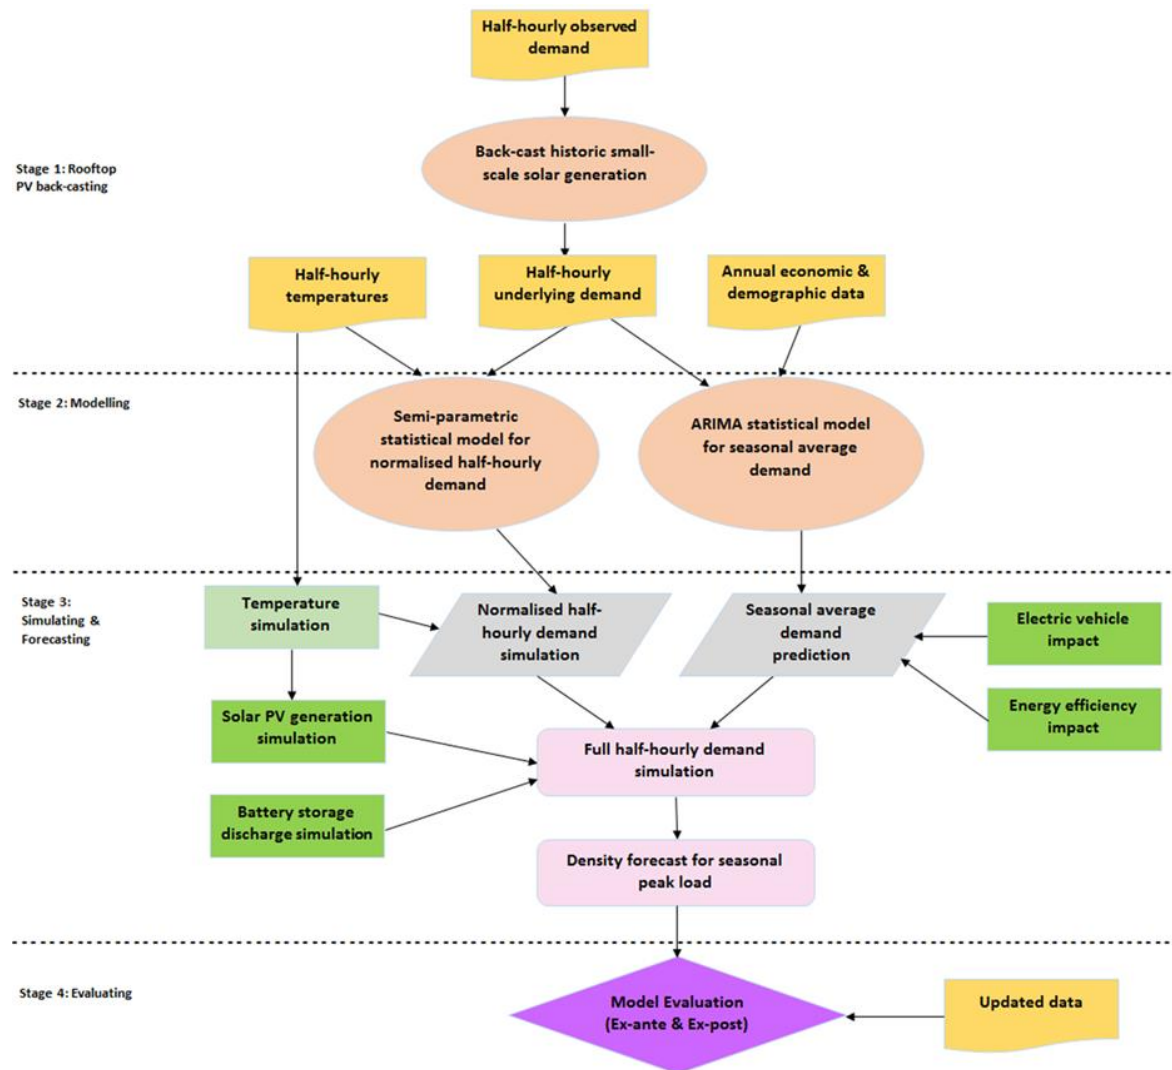 Half-hourly observed
demand
Stage 1: Rooftop
PV back-casting
Back-cast historic small-
scale solar generation
Half-hourly
temperatures
Half-hourly
underlying demand
Annual economic &
demographic data
Stage 2: Modelling
Semi-parametric
statistical model for
normalised half-hourly
demand
ARIMA statistical model
for seasonal average
demand
Stage 3:
Simulating &
Forecasting
Temperature
simulation
Normalised half-
hourly demand
simulation
Seasonal average
demand
prediction
Electric vehicle
impact
Energy efficiency
impact
Solar PV generation
simulation
Full half-hourly demand
simulation
Battery storage
discharge simulation
Density forecast for seasonal
peak load
Stage 4: Evaluating
Model Evaluation
(Ex-ante & Ex-post)
Updated data